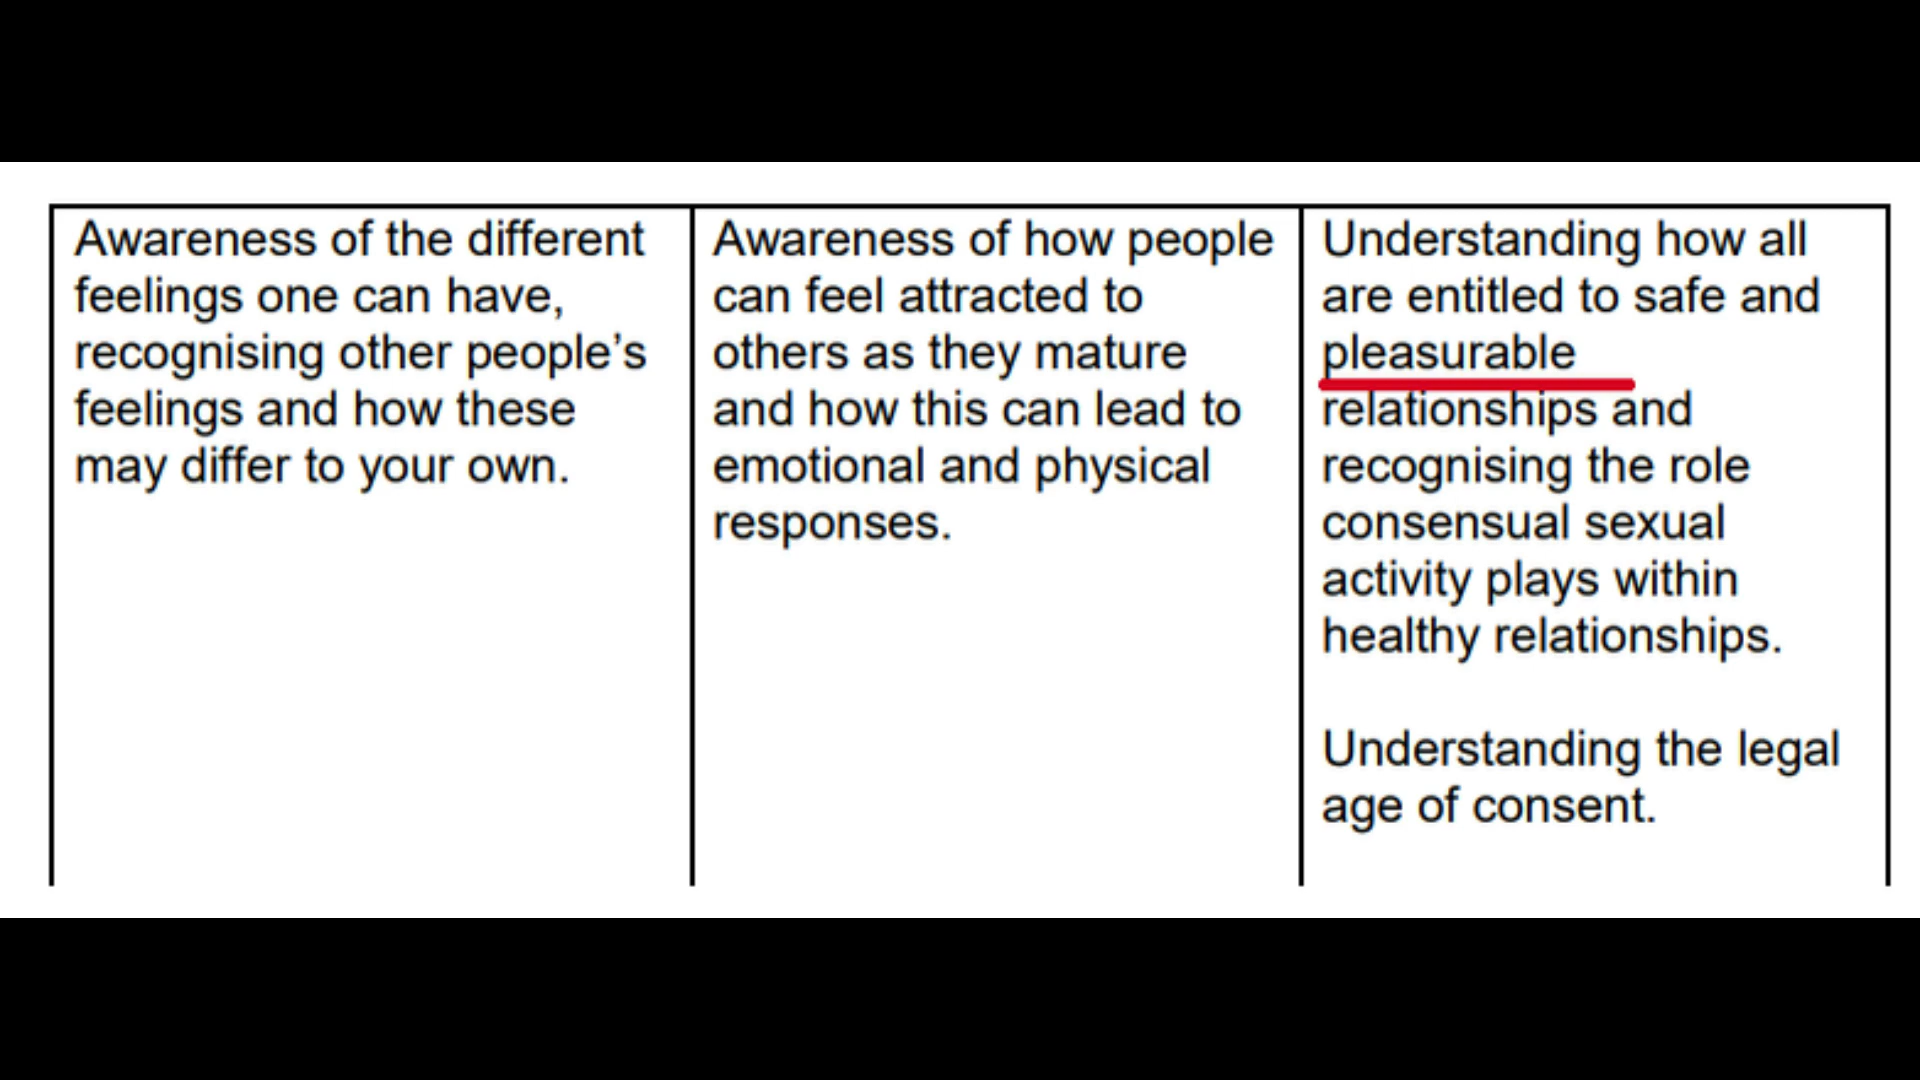 Awareness of the different
feelings one can have,
recognising other people's
feelings and how these
may differ to your own.
Awareness of how people
can feel attracted to
others as they mature
and how this can lead to
emotional and physical
responses.
Understanding how all
are entitled to safe and
pleasurable
relationships and
recognising the role
consensual sexual
activity plays within
healthy relationships.
Understanding the legal
age of consent.